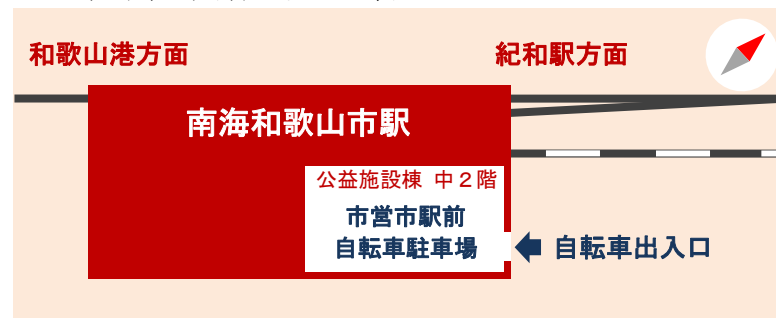 和歌山港方面
紀和駅方面
南海和歌山市駅
公益施設棟 中２階
市営市駅前
自転車駐車場
自転車出入口